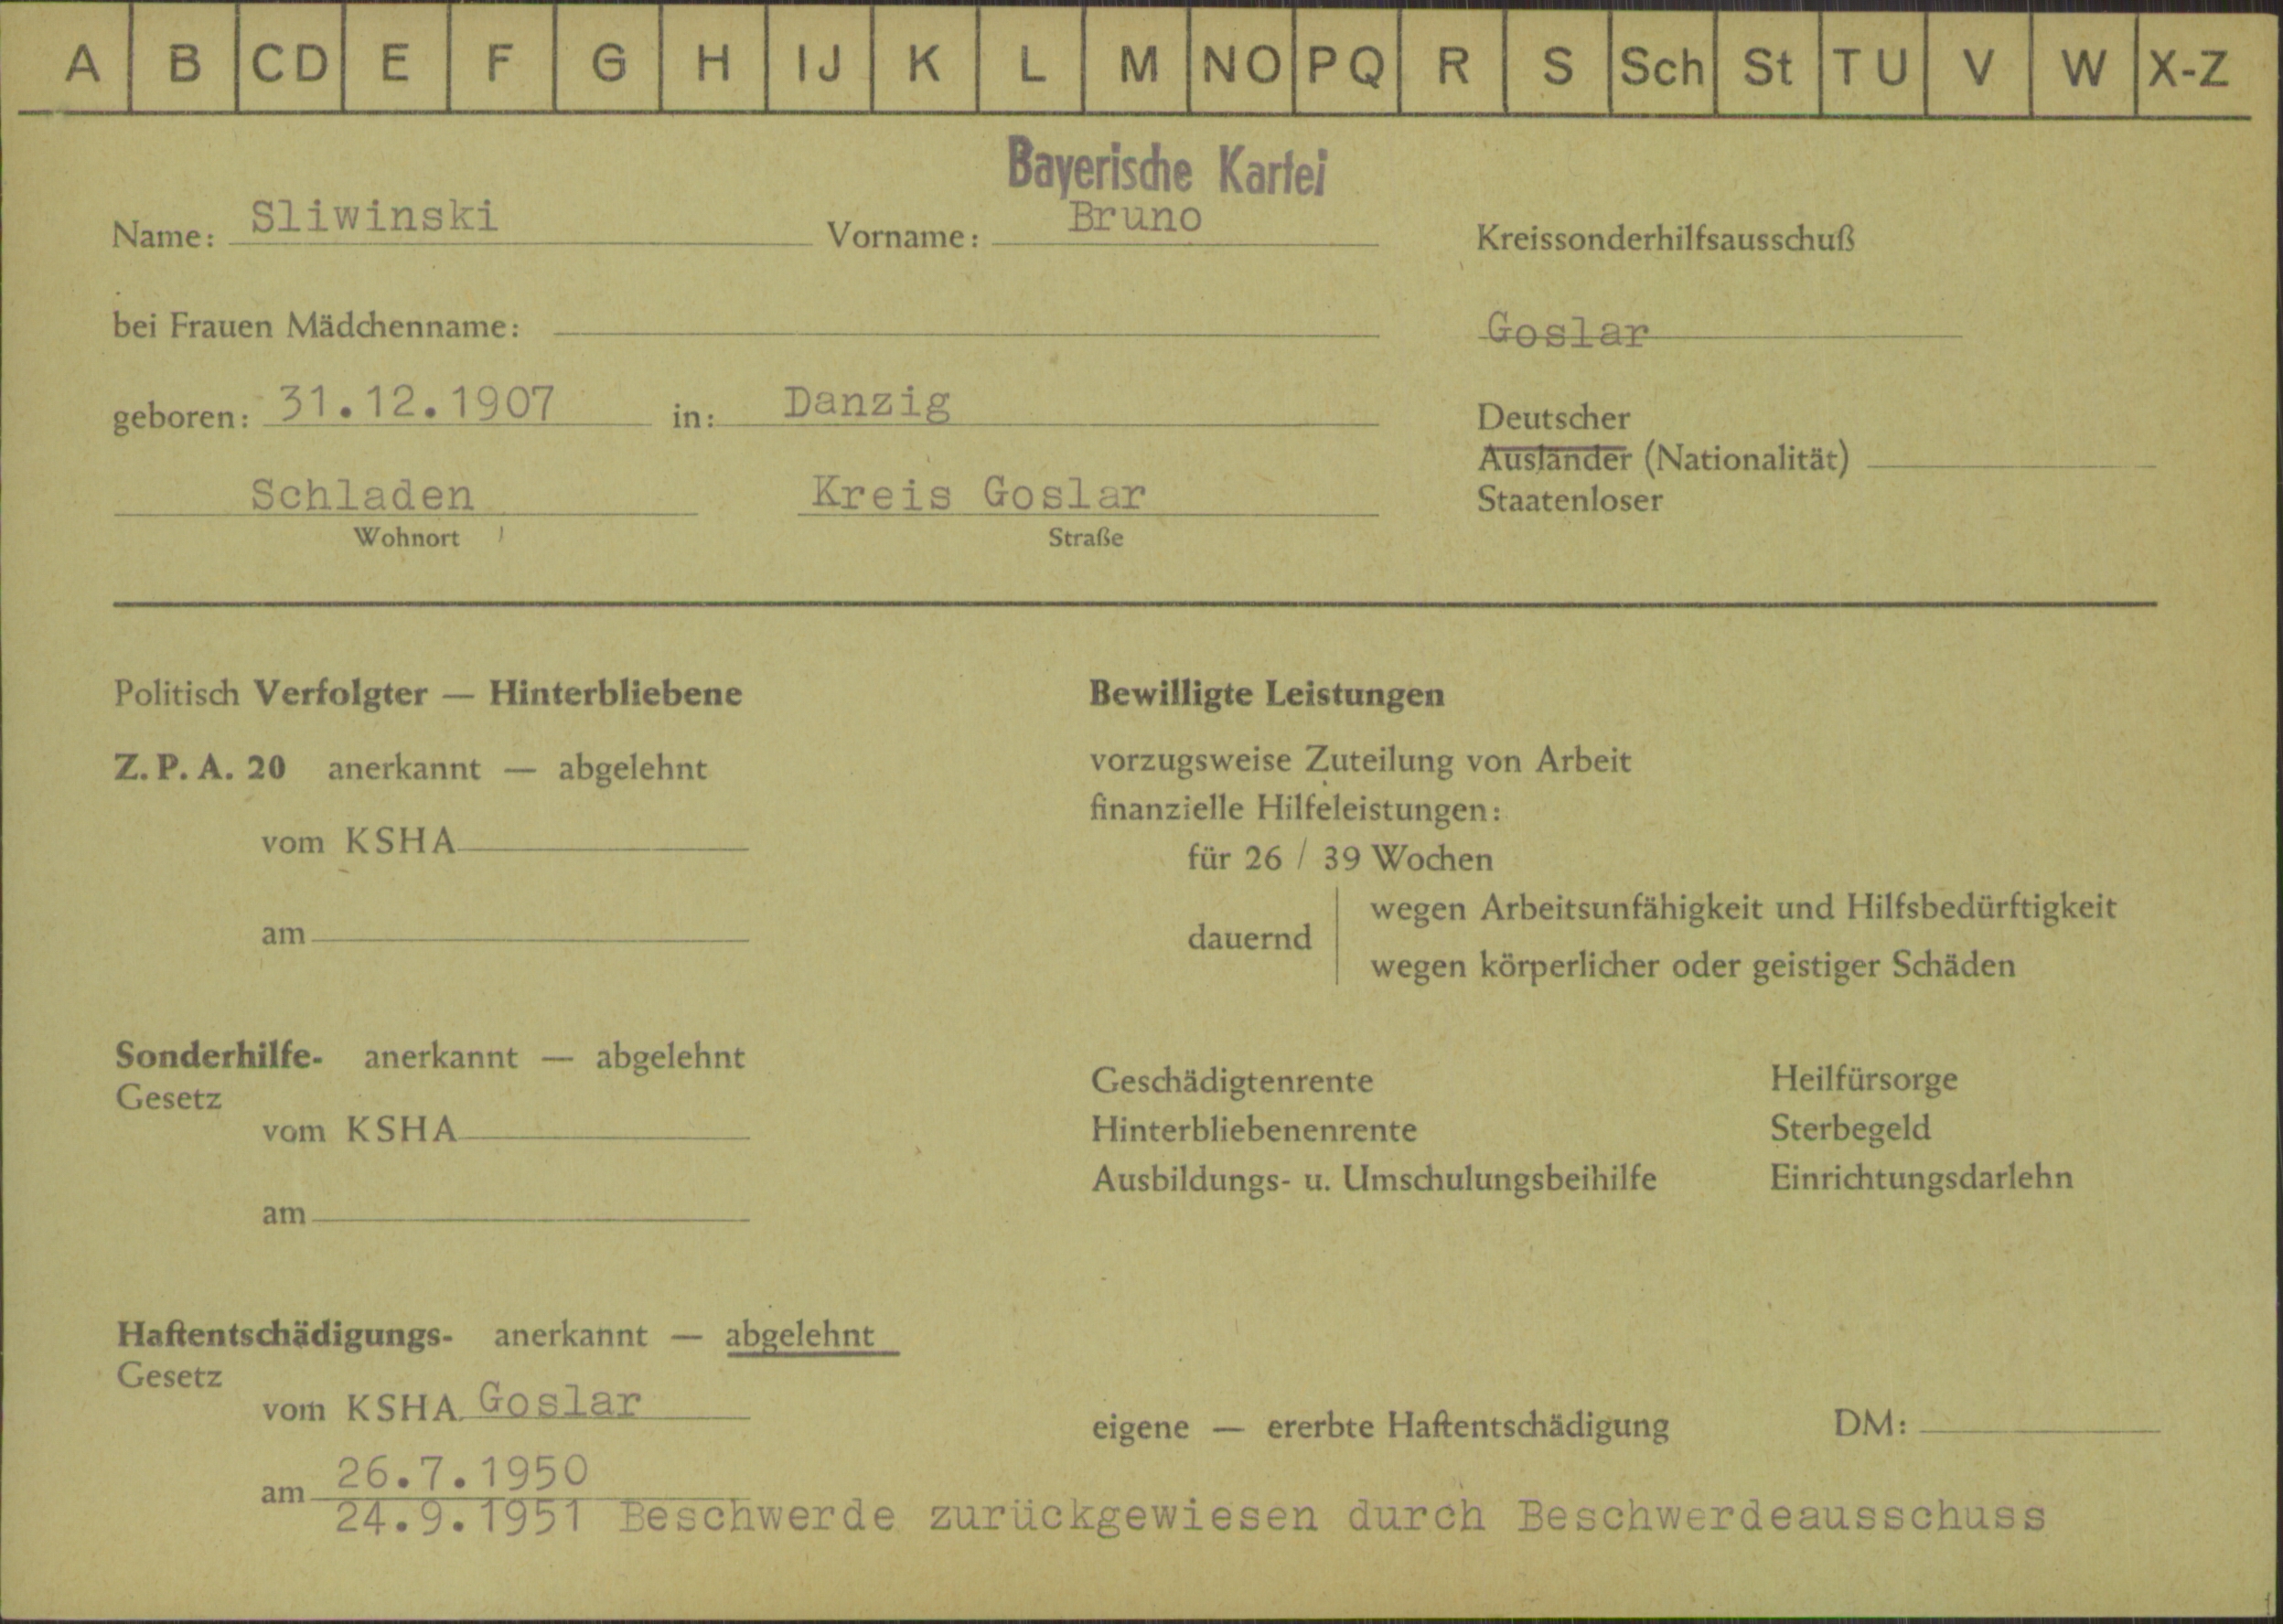 A B CD E F G H IJ K L M NO PQ R S Sch St TU V W X-Z
Bayerische Kartei
Name: Sliwinski Vorname: Bruno Kreissonderhilfsausschuß
bei Frauen Mädchenname: Goslar
geboren: 31.12.1907 in: Danzig Deutscher
Ausländer (Nationalität)
Schladen Kreis Goslar Staatenloser
Wohnort Straße
Politisch Verfolgter — Hinterbliebene
Z. P. A. 20 anerkannt — abgelehnt
vom KSHA
am
Sonderhilfe- anerkannt — abgelehnt
Gesetz
vom KSHA
am
Haftentschädigungs- anerkannt — abgelehnt
Gesetz
vom KSHA Goslar
am 26.7.1950
Bewilligte Leistungen
vorzugsweise Zuteilung von Arbeit
finanzielle Hilfeleistungen:
für 26 / 39 Wochen
wegen Arbeitsunfähigkeit und Hilfsbedürftigkeit
dauernd
wegen körperlicher oder geistiger Schäden
Geschädigtenrente Heilfürsorge
Hinterbliebenenrente Sterbegeld
Ausbildungs- u. Umschulungsbeihilfe Einrichtungsdarlehn
eigene — ererbte Haftentschädigung DM:
24.9.1951 Beschwerde zurückgewiesen durch Beschwerdeausschuss